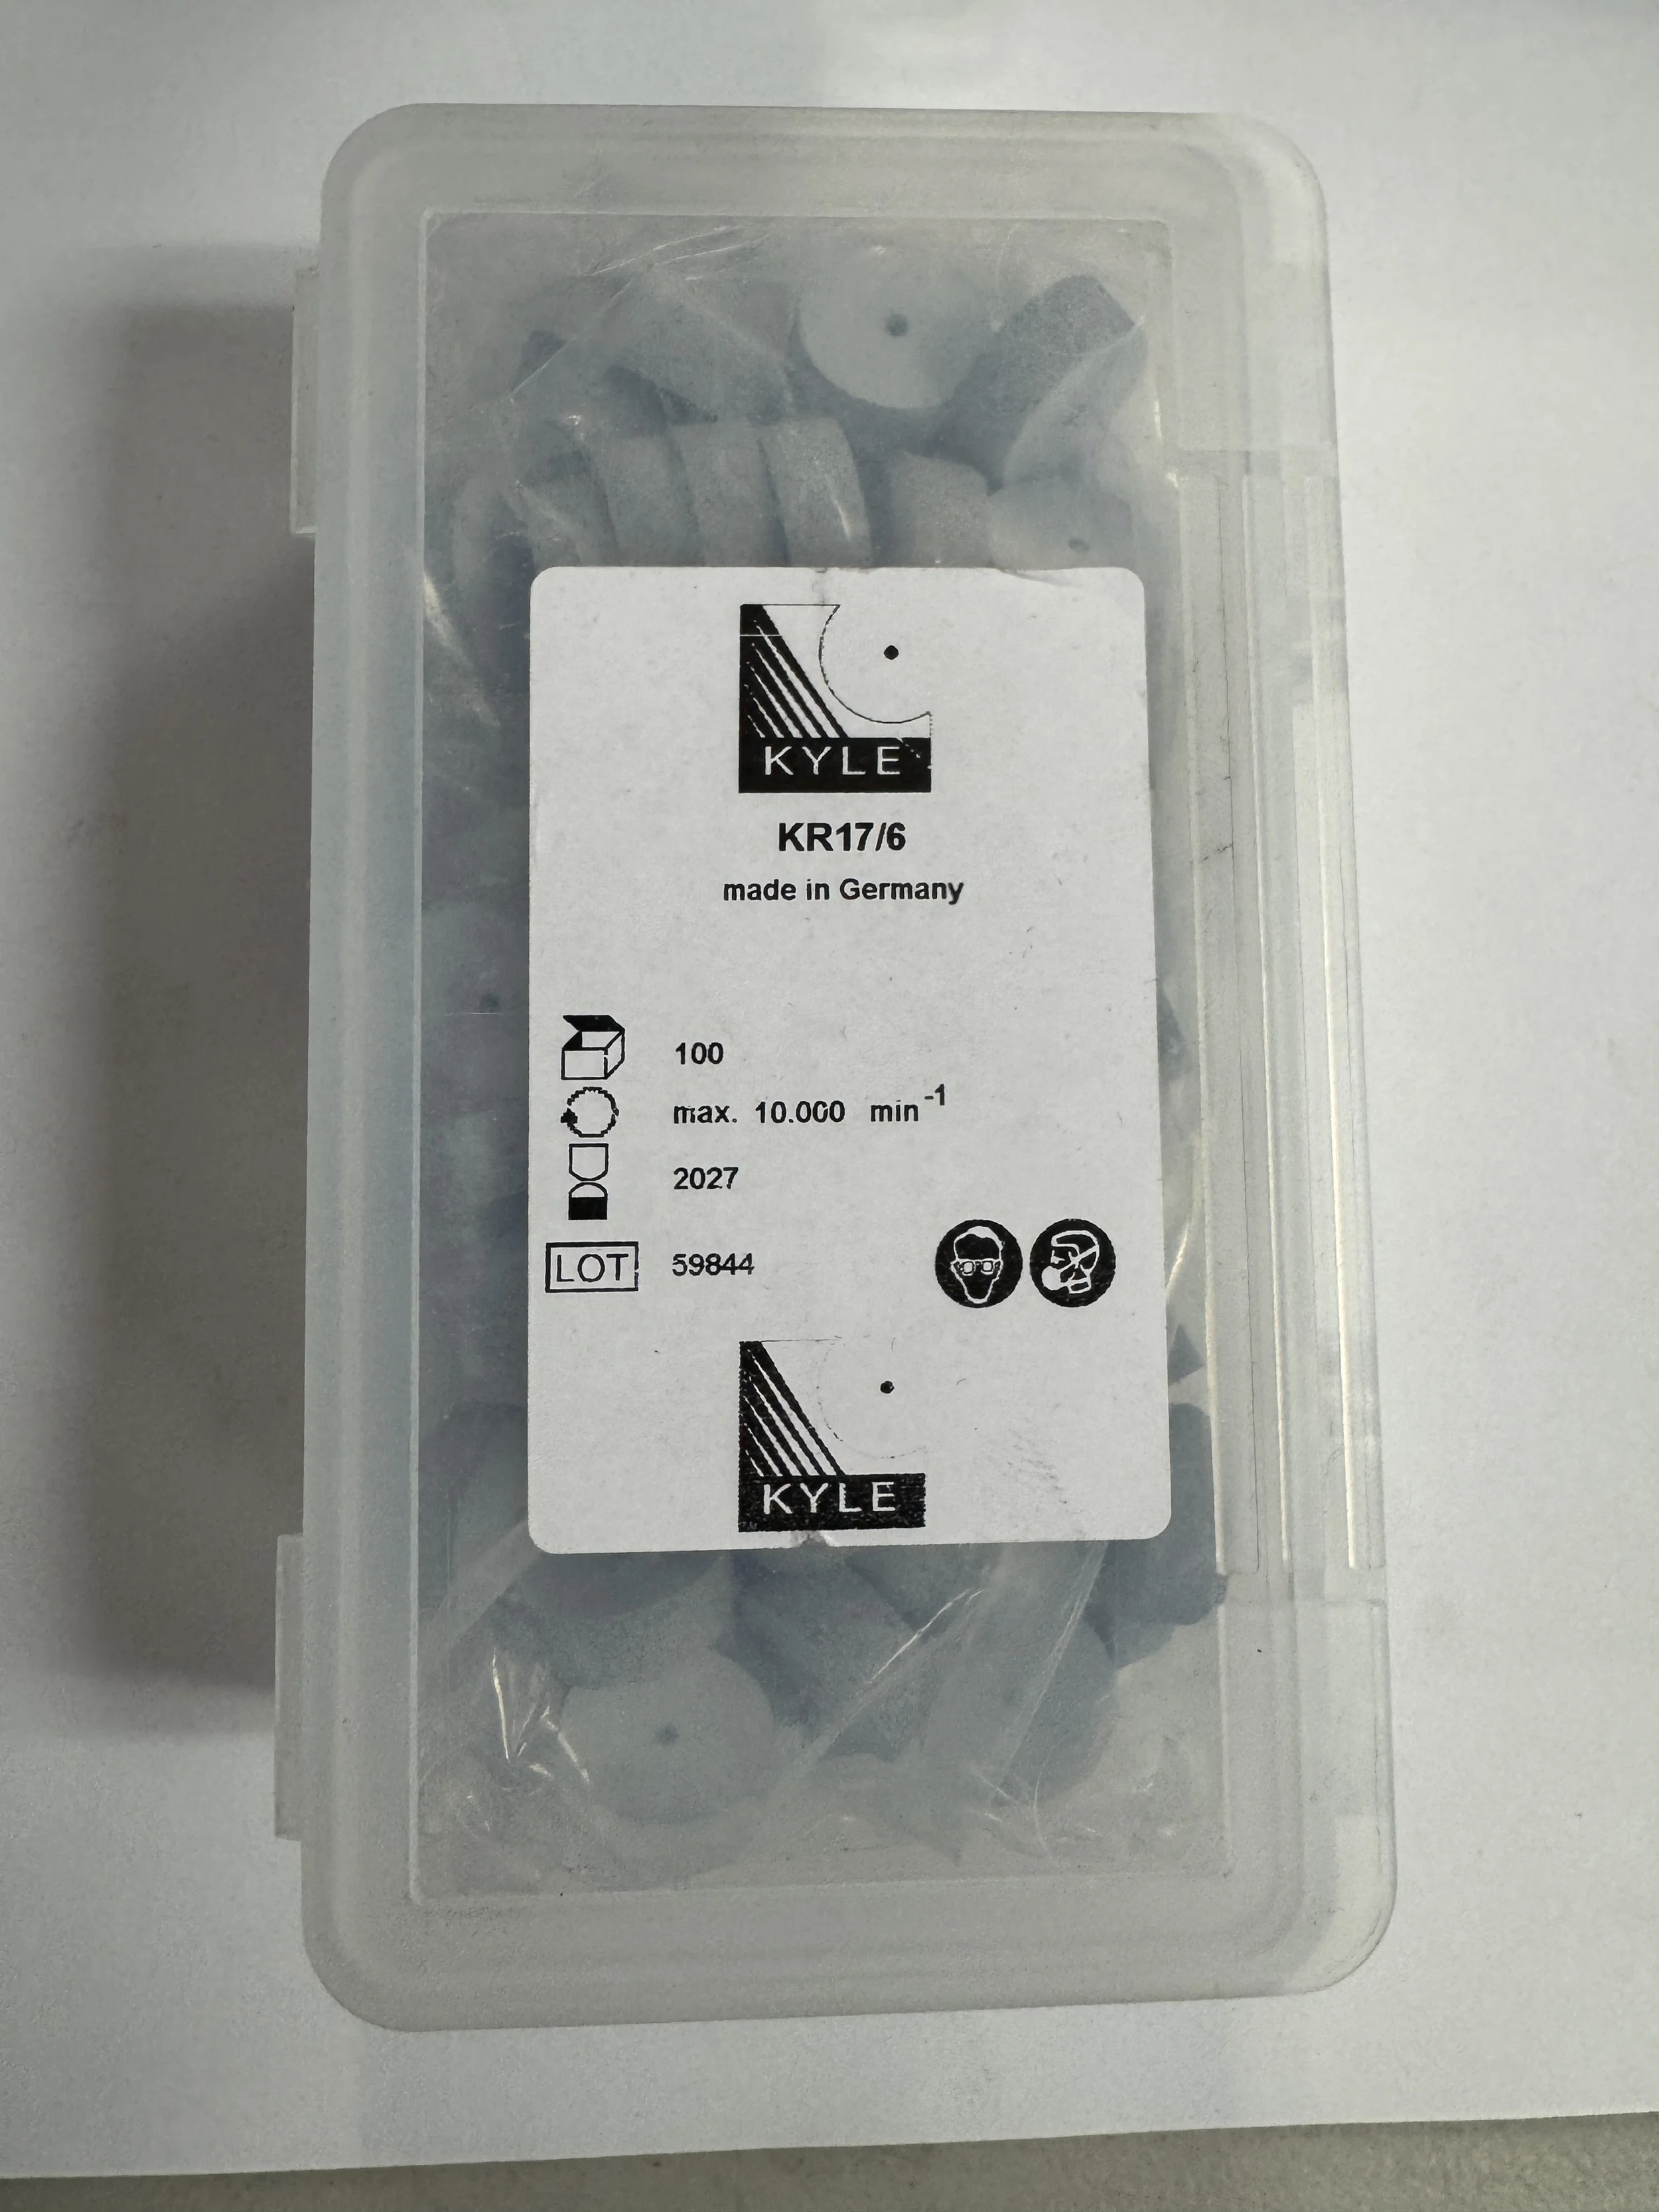 KYLE
KR17/6
made in Germany
100
max. 10.000 min⁻¹
2027
LOT 59844
KYLE